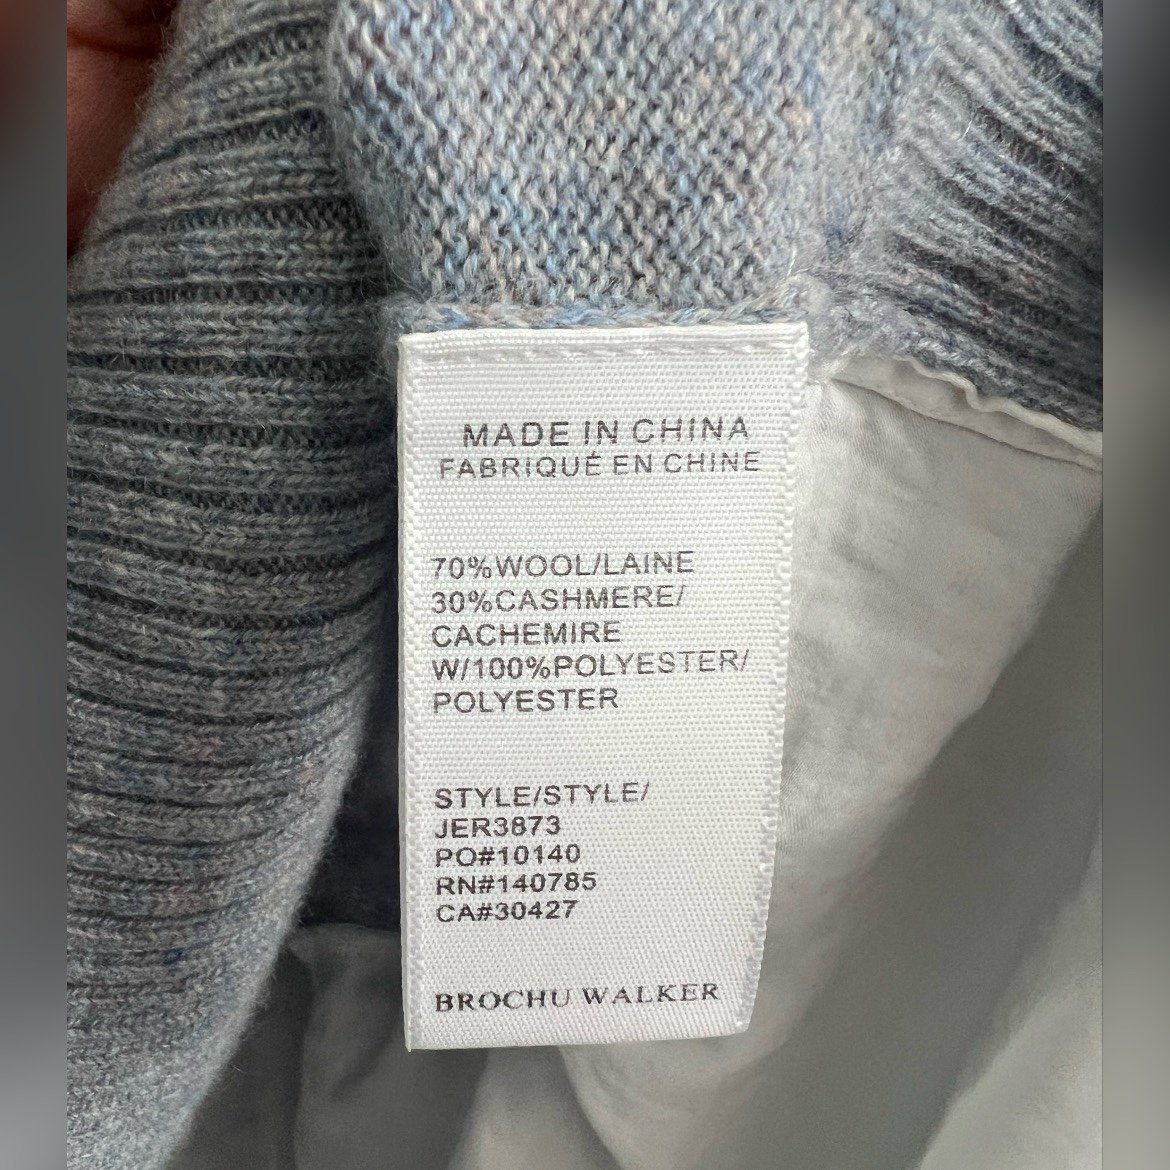 MADE IN CHINA
FABRIQUÉ EN CHINE
70%WOOL/LAINE
30%CASHMERE/
CACHEMIRE
W/100%POLYESTER/
POLYESTER
STYLE/STYLE/
JER3873
PO#10140
RN#140785
CA#30427
BROCHU WALKER